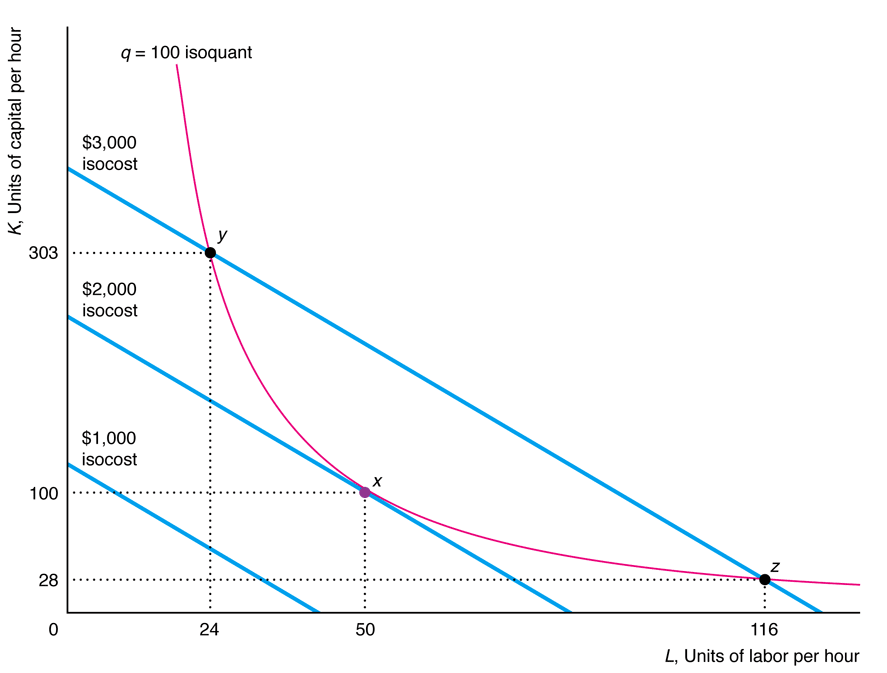 K, Units of capital per hour
q = 100 isoquant
$3,000
isocost
y
303
$2,000
isocost
$1,000
isocost
x
100
z
28
0
24
50
116
L, Units of labor per hour